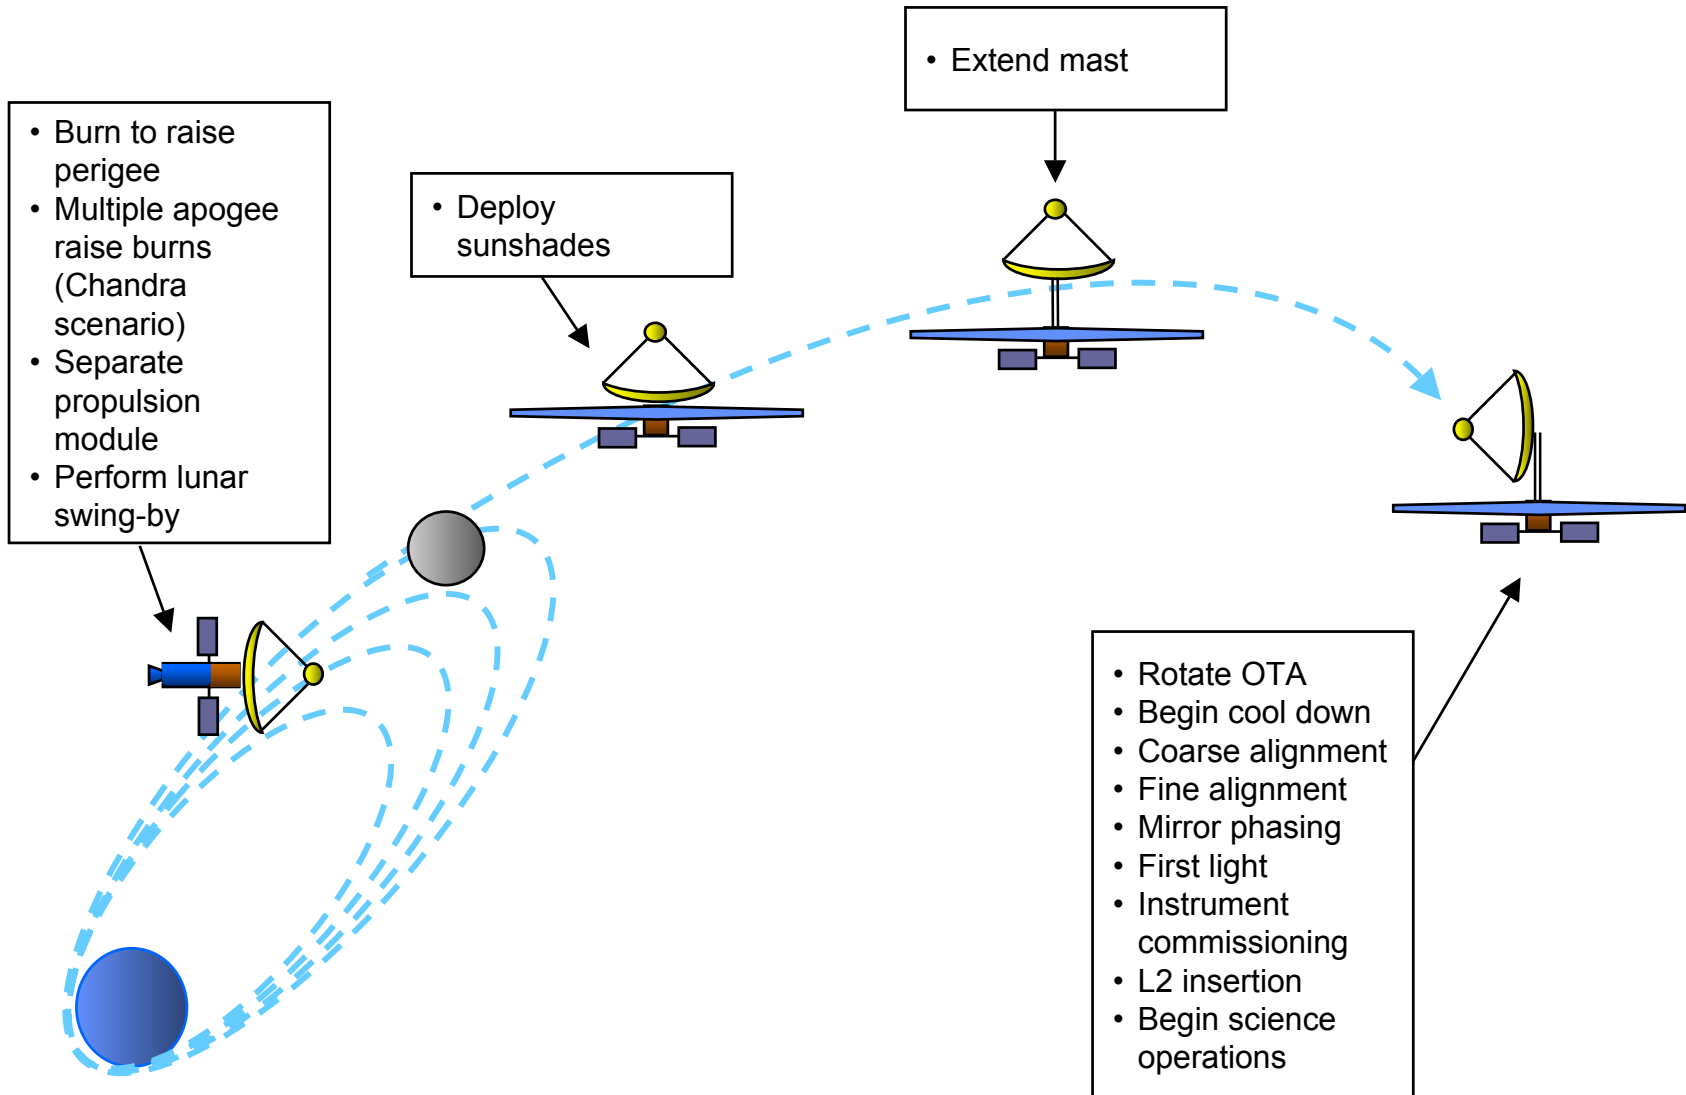 • Extend mast
• Burn to raise
perigee
• Multiple apogee
raise burns
(Chandra
scenario)
• Separate
propulsion
module
• Perform lunar
swing-by
• Deploy
sunshades
• Rotate OTA
• Begin cool down
• Coarse alignment
• Fine alignment
• Mirror phasing
• First light
• Instrument
commissioning
• L2 insertion
• Begin science
operations